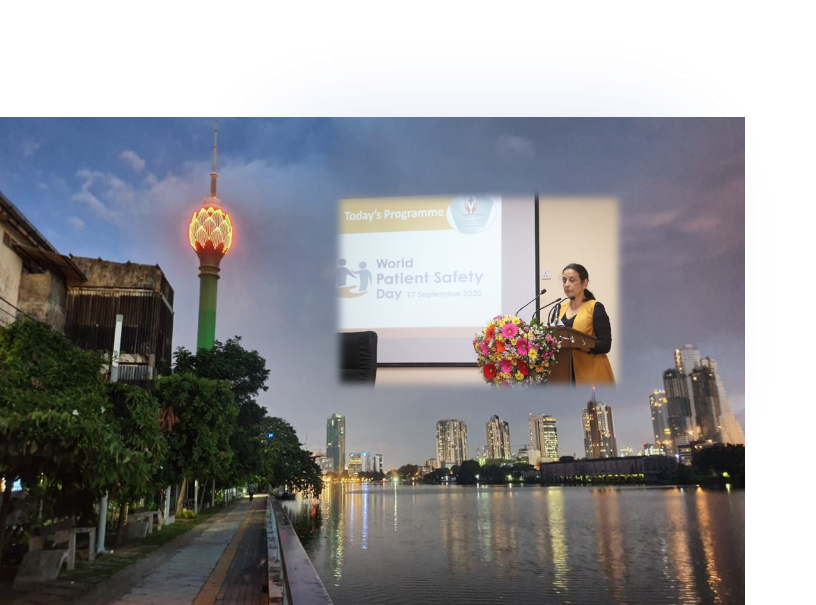 Today's Programme
World
Patient Safety
Day 17 September 2020